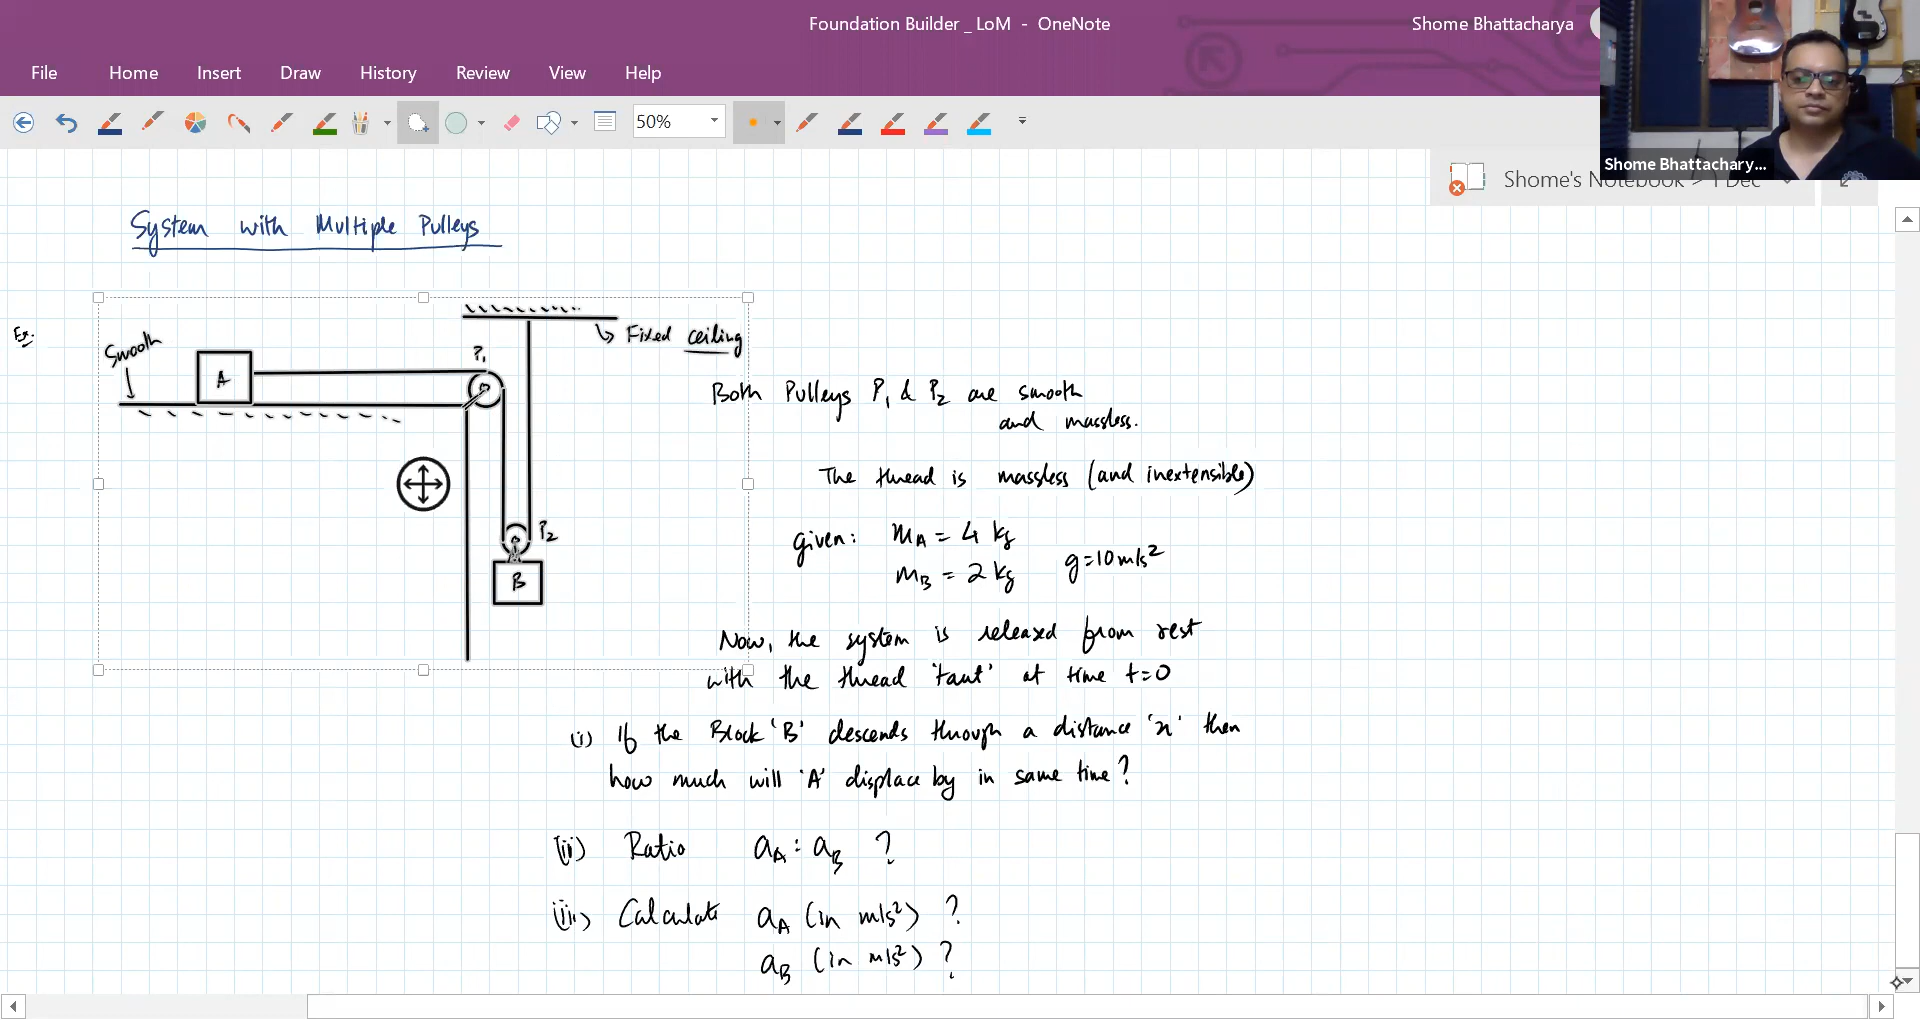 Foundation Builder _ LoM - OneNote
Shome Bhattacharya
File Home Insert Draw History Review View Help
50%
Shome Bhattachary...
Shome's Notebook > 1 Dec
System with Multiple Pulleys
Ex.
Smooth
A
P1
Fixed ceiling
P2
B
Both Pulleys P1 & P2 are smooth
and massless.
The thread is massless (and inextensible)
given: mA = 4 kg
mB = 2 kg
g=10 m/s2
Now, the system is released from rest
with the thread 'taut' at time t=0
(i) If the Block 'B' descends through a distance 'x' then
how much will 'A' displace by in same time?
(ii) Ratio aA : aB ?
(iii) Calculate aA (in m/s2) ?
aB (in m/s2) ?